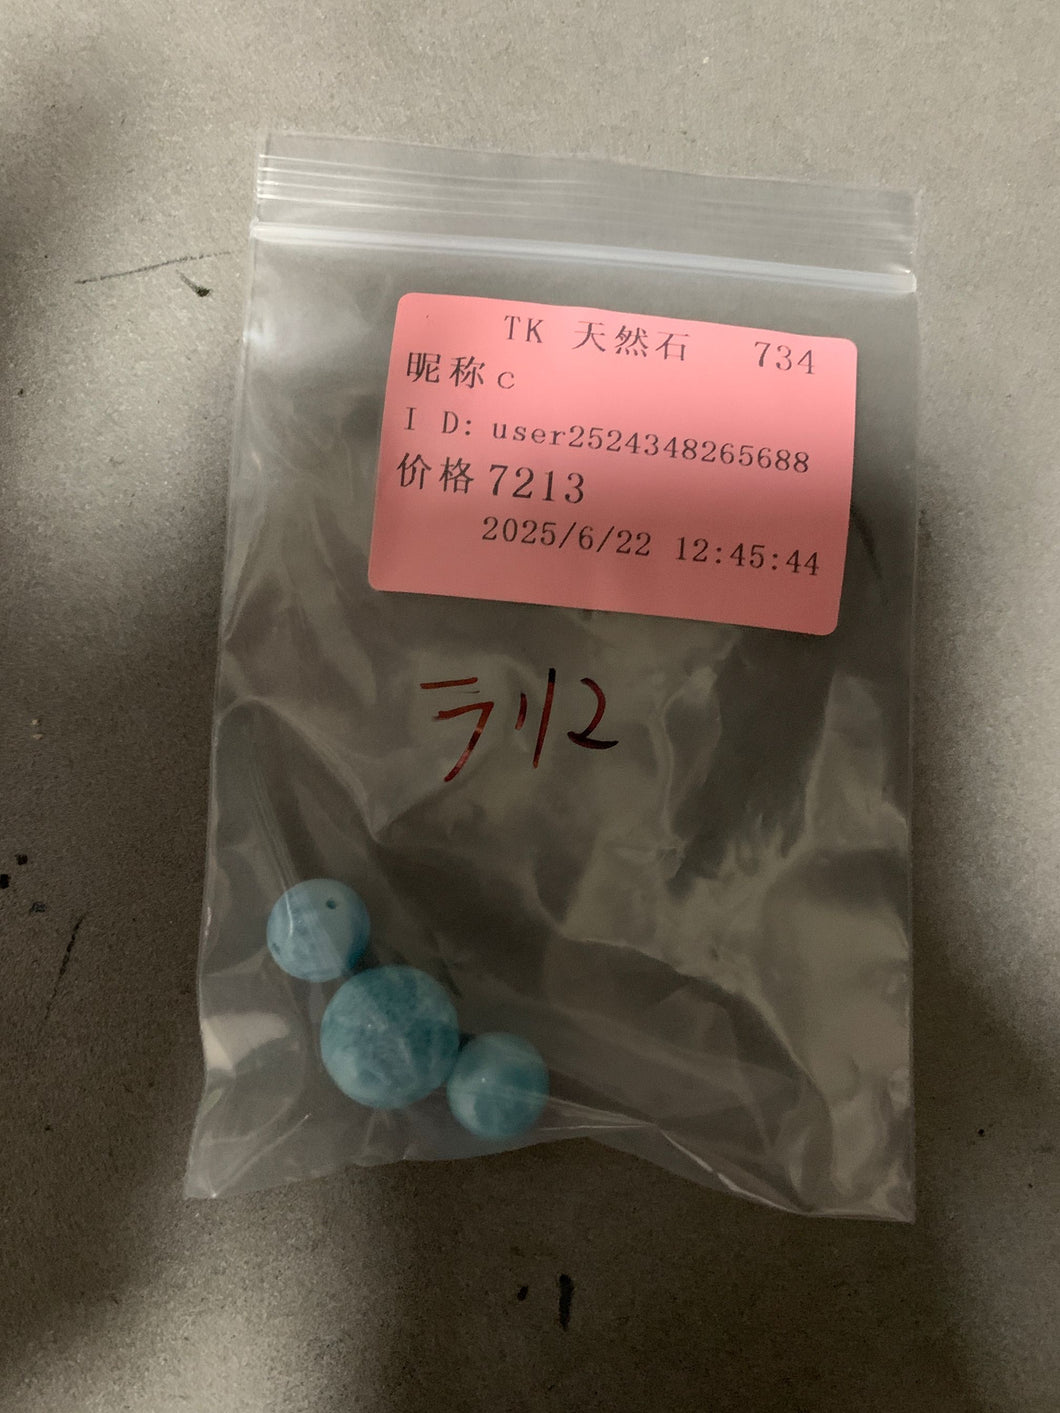 TK 天然石 734
昵称 c
I D: user2524348265688
价格 7213
2025/6/22 12:45:44
ラリ2